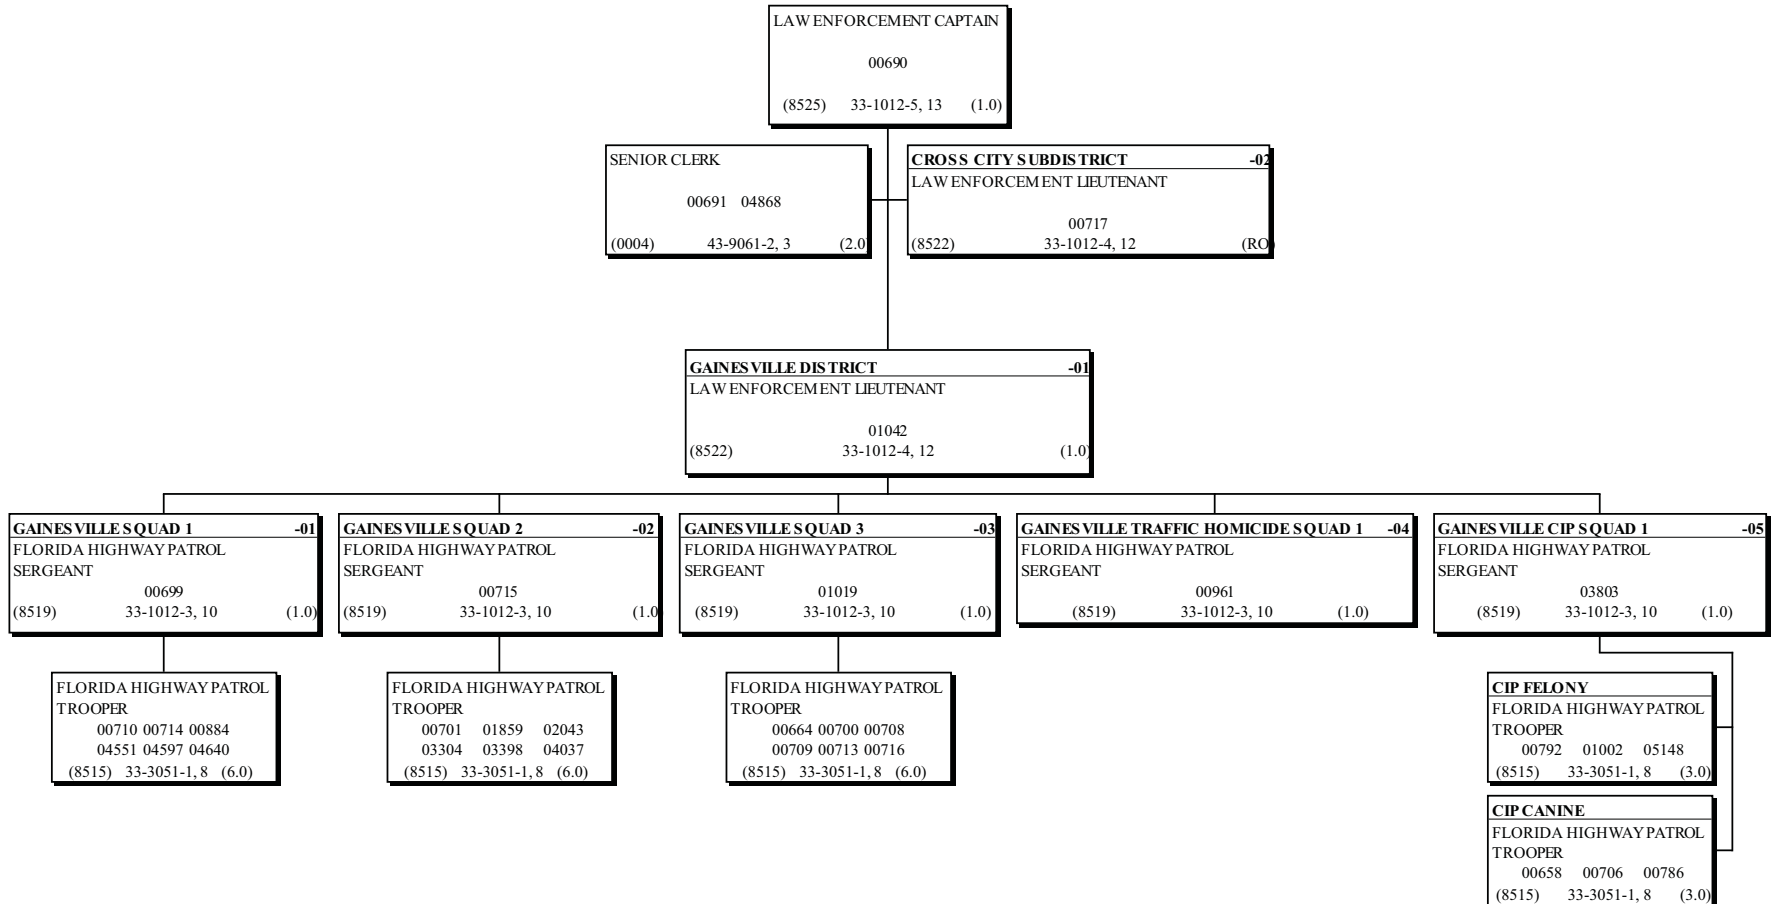 LAW ENFORCEMENT CAPTAIN
00690
(8525) 33-1012-5, 13 (1.0)
SENIOR CLERK
00691 04868
(0004) 43-9061-2, 3 (2.0)
CROSS CITY SUBDISTRICT -02
LAW ENFORCEMENT LIEUTENANT
00717
(8522) 33-1012-4, 12 (RO)
GAINESVILLE DISTRICT -01
LAW ENFORCEMENT LIEUTENANT
01042
(8522) 33-1012-4, 12 (1.0)
GAINESVILLE SQUAD 1 -01
FLORIDA HIGHWAY PATROL
SERGEANT
00699
(8519) 33-1012-3, 10 (1.0)
GAINESVILLE SQUAD 2 -02
FLORIDA HIGHWAY PATROL
SERGEANT
00715
(8519) 33-1012-3, 10 (1.0
GAINESVILLE SQUAD 3 -03
FLORIDA HIGHWAY PATROL
SERGEANT
01019
(8519) 33-1012-3, 10 (1.0)
GAINESVILLE TRAFFIC HOMICIDE SQUAD 1 -04
FLORIDA HIGHWAY PATROL
SERGEANT
00961
(8519) 33-1012-3, 10 (1.0)
GAINESVILLE CIP SQUAD 1 -05
FLORIDA HIGHWAY PATROL
SERGEANT
03803
(8519) 33-1012-3, 10 (1.0)
FLORIDA HIGHWAY PATROL
TROOPER
00710 00714 00884
04551 04597 04640
(8515) 33-3051-1, 8 (6.0)
FLORIDA HIGHWAY PATROL
TROOPER
00701 01859 02043
03304 03398 04037
(8515) 33-3051-1, 8 (6.0)
FLORIDA HIGHWAY PATROL
TROOPER
00664 00700 00708
00709 00713 00716
(8515) 33-3051-1, 8 (6.0)
CIP FELONY
FLORIDA HIGHWAY PATROL
TROOPER
00792 01002 05148
(8515) 33-3051-1, 8 (3.0)
CIP CANINE
FLORIDA HIGHWAY PATROL
TROOPER
00658 00706 00786
(8515) 33-3051-1, 8 (3.0)